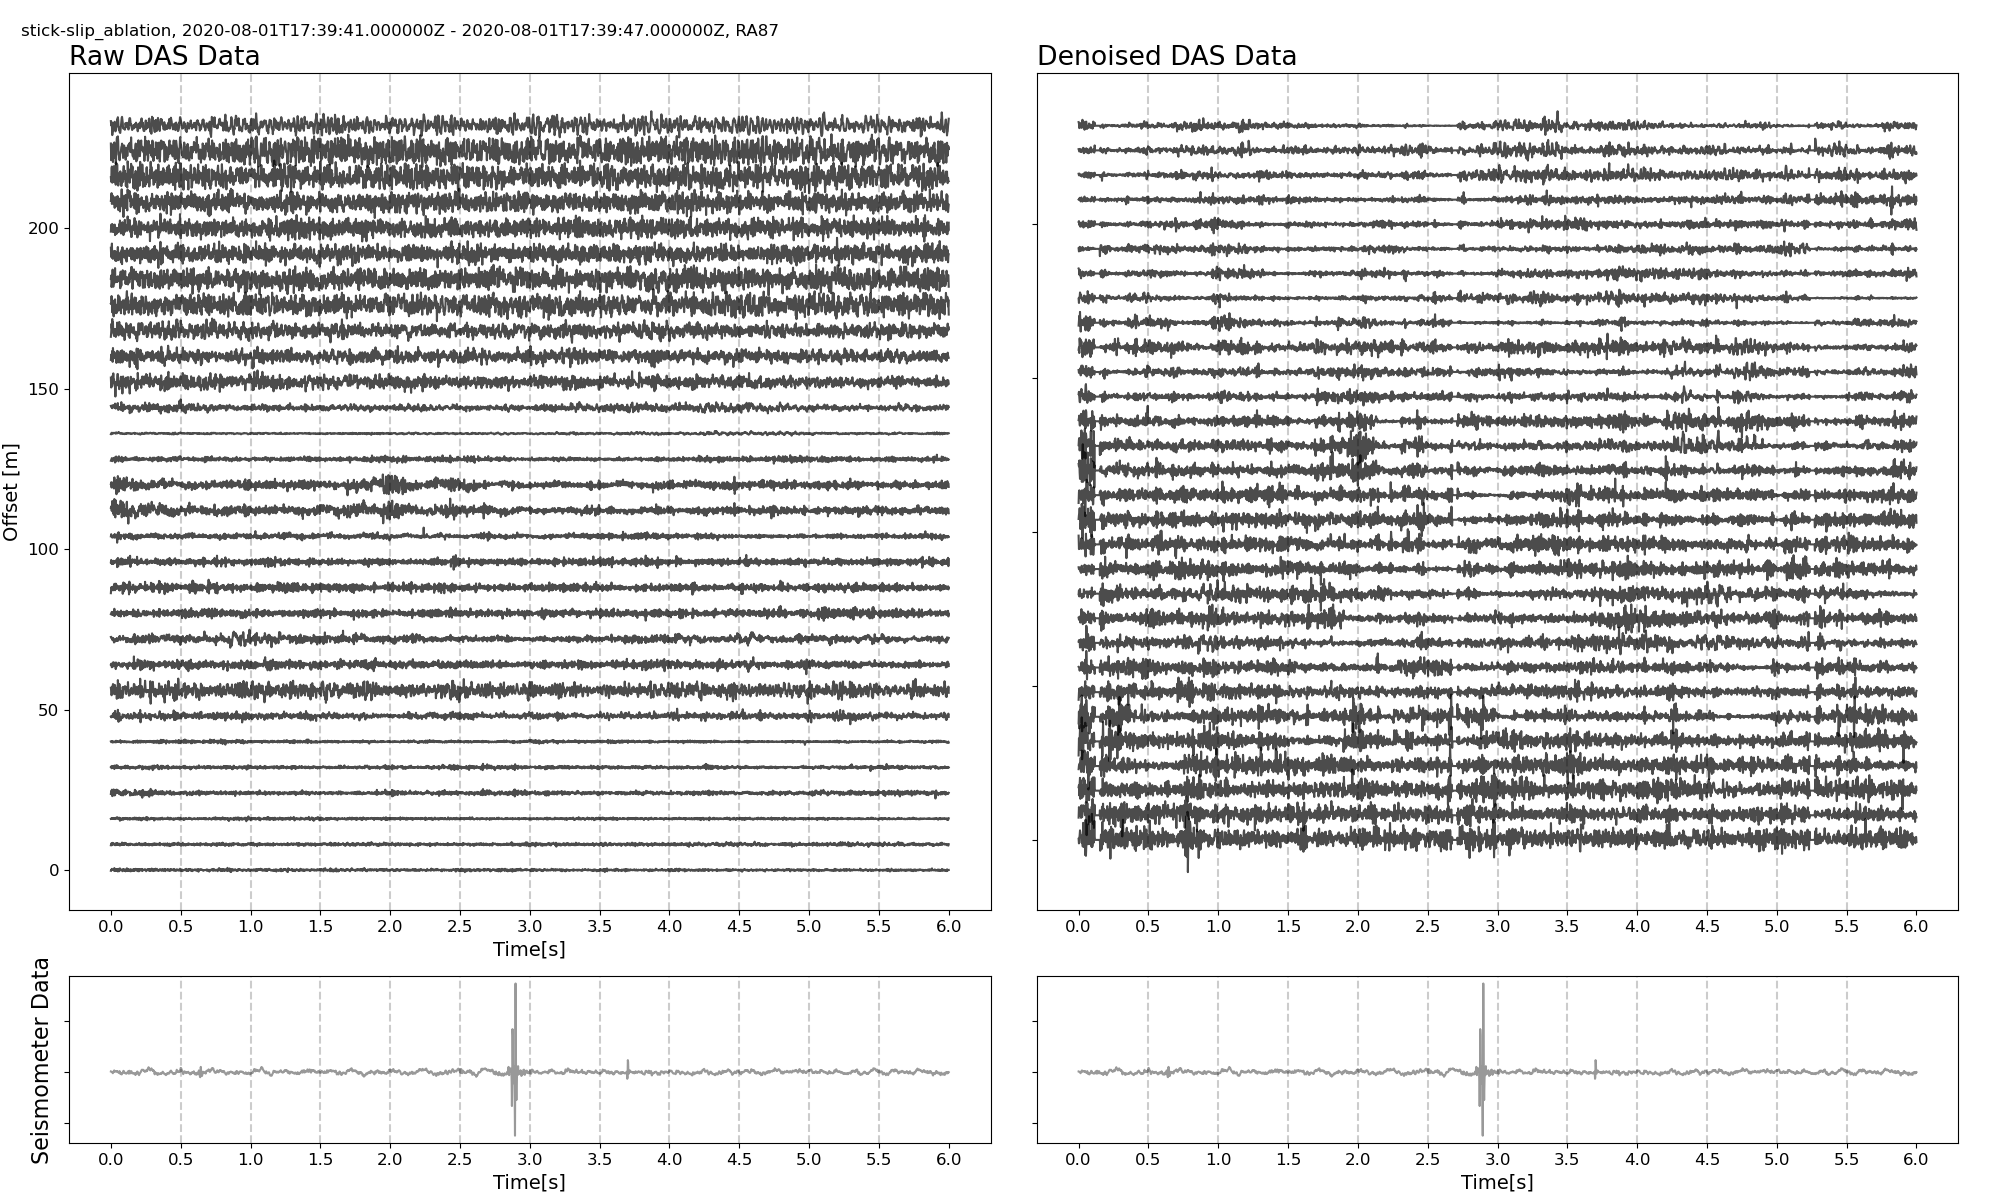 stick-slip_ablation, 2020-08-01T17:39:41.000000Z - 2020-08-01T17:39:47.000000Z, RA87
Raw DAS Data
Denoised DAS Data
Offset [m]
200
150
100
50
0
0.0 0.5 1.0 1.5 2.0 2.5 3.0 3.5 4.0 4.5 5.0 5.5 6.0
Time[s]
0.0 0.5 1.0 1.5 2.0 2.5 3.0 3.5 4.0 4.5 5.0 5.5 6.0
Seismometer Data
0.0 0.5 1.0 1.5 2.0 2.5 3.0 3.5 4.0 4.5 5.0 5.5 6.0
Time[s]
0.0 0.5 1.0 1.5 2.0 2.5 3.0 3.5 4.0 4.5 5.0 5.5 6.0
Time[s]